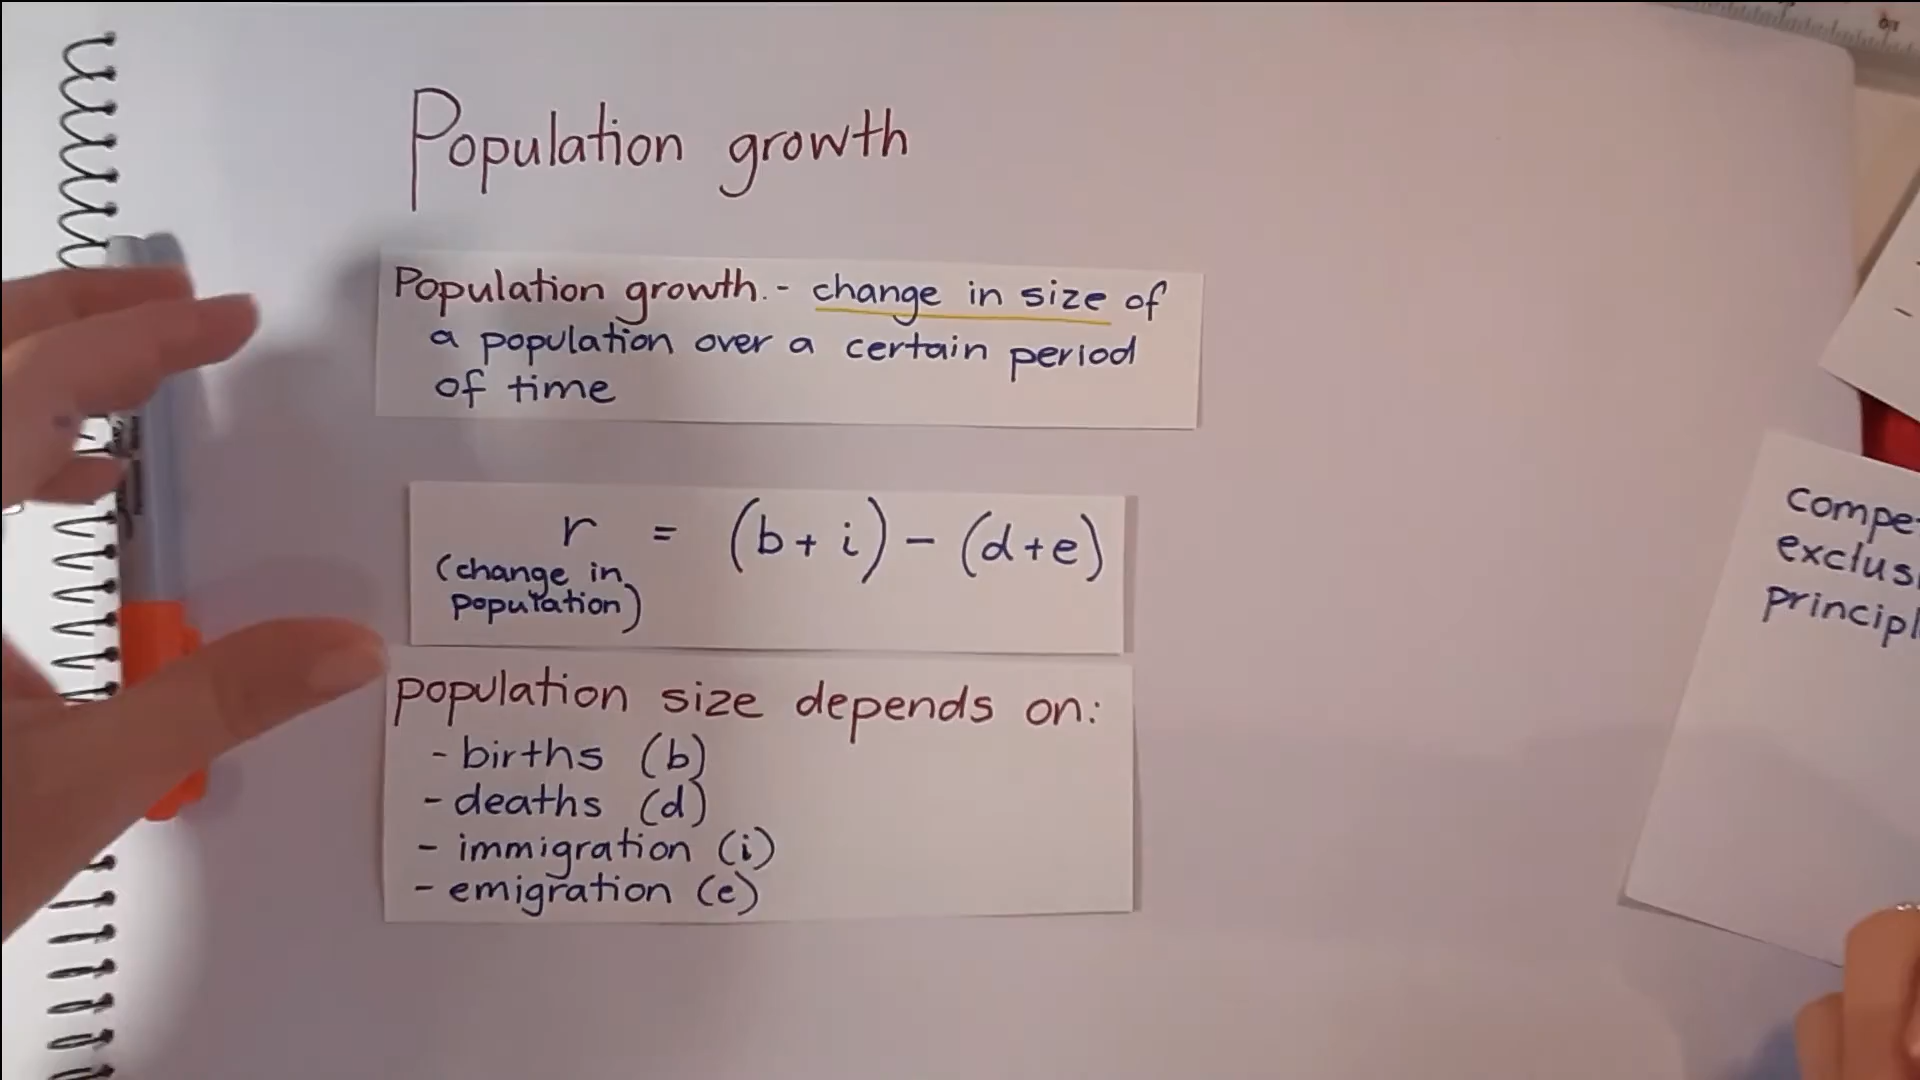 Population growth
Population growth. - change in size of
a population over a certain period
of time
r = (b + i) - (d + e)
(change in
population)
population size depends on:
- births (b)
- deaths (d)
- immigration (i)
- emigration (e)